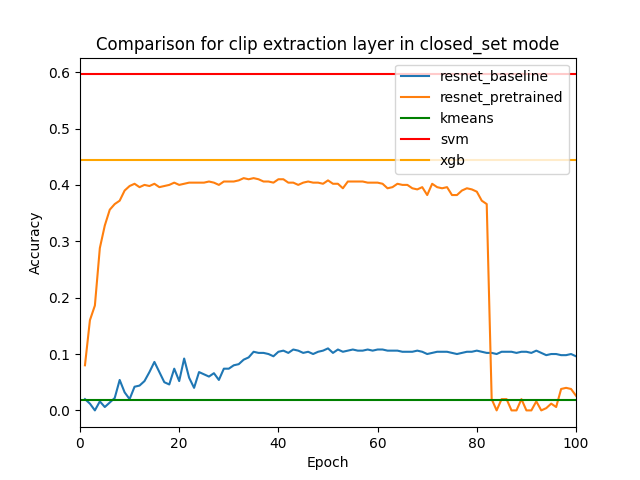 Comparison for clip extraction layer in closed_set mode
resnet_baseline
resnet_pretrained
kmeans
svm
xgb
Accuracy
0.6
0.5
0.4
0.3
0.2
0.1
0.0
0
20
40
60
80
100
Epoch